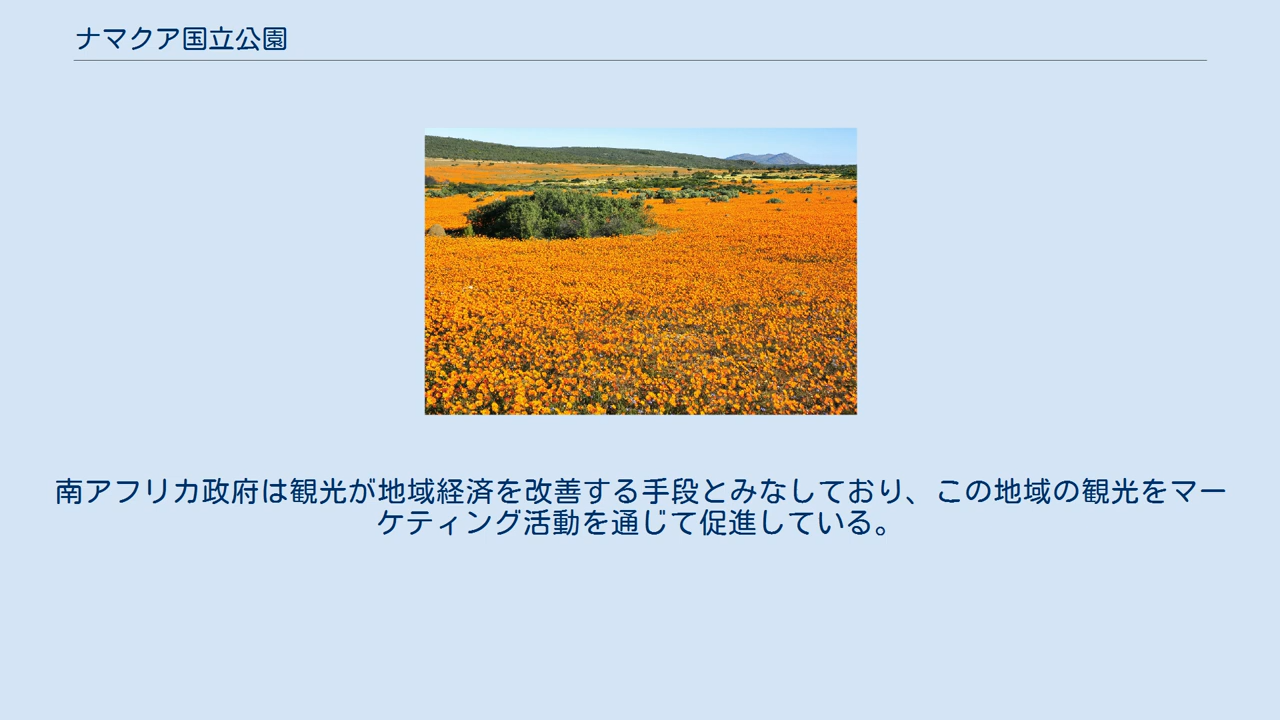 ナマクア国立公園
南アフリカ政府は観光が地域経済を改善する手段とみなしており、この地域の観光をマー
ケティング活動を通じて促進している。